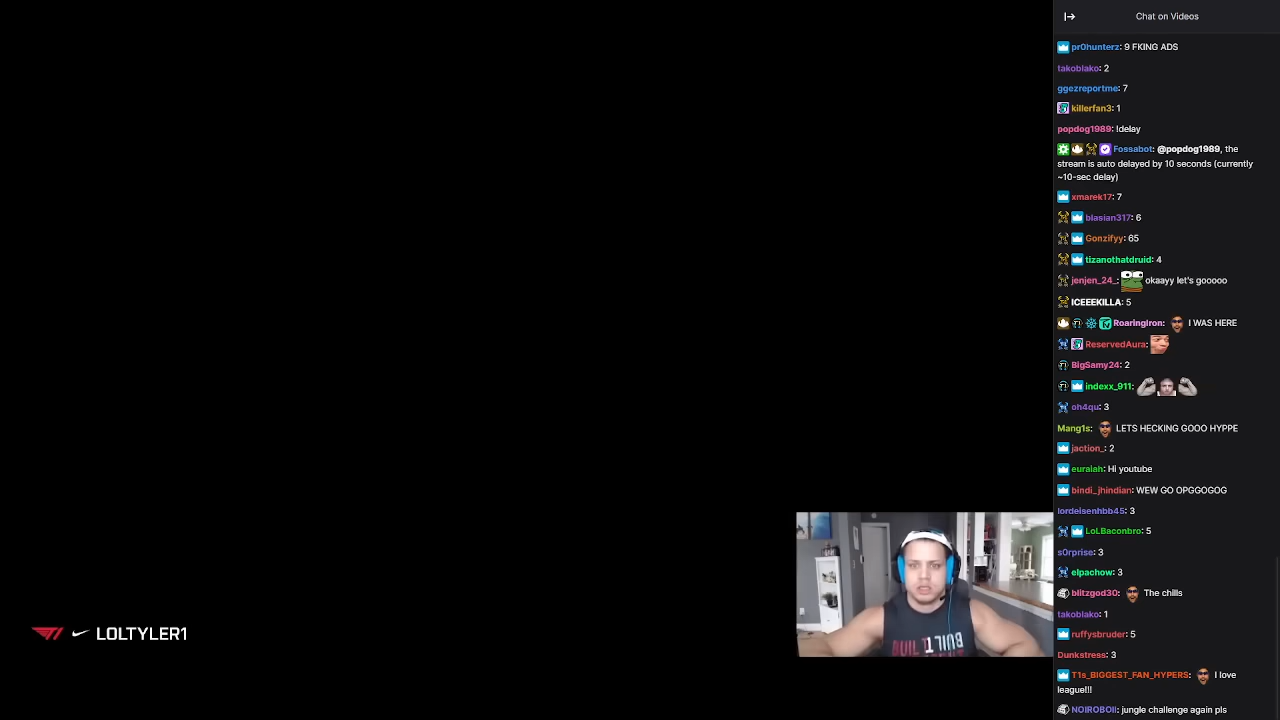 Chat on Videos
pr0hunterz: 9 FKING ADS
takoblako: 2
ggezreportme: 7
killerfan3: 1
popdog1989: !delay
Fossabot: @popdog1989, the
stream is auto delayed by 10 seconds (currently
~10-sec delay)
xmarek17: 7
blasian317: 6
Gonzifyy: 65
tizanothatdruid: 4
jenjen_24_: okaayy let's gooooo
ICEEEKILLA: 5
RoaringIron: I WAS HERE
ReservedAura:
BigSamy24: 2
indexx_911:
oh4qu: 3
Mang1s: LETS HECKING GOOO HYPPE
jaction_: 2
euraiah: Hi youtube
bindi_jhindian: WEW GO OPGGOGOG
lordeisenhbb45: 3
LoLBaconbro: 5
s0rprise: 3
elpachow: 3
blitzgod30: The chills
takoblako: 1
ruffysbruder: 5
Dunkstress: 3
T1s_BIGGEST_FAN_HYPERS: I love
league!!!
NOIROBOII: jungle challenge again pls
LOLTYLER1